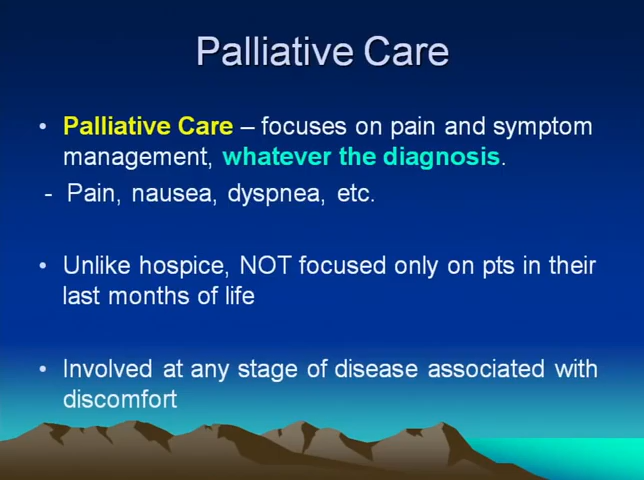 Palliative Care
• Palliative Care – focuses on pain and symptom
management, whatever the diagnosis.
- Pain, nausea, dyspnea, etc.
• Unlike hospice, NOT focused only on pts in their
last months of life
• Involved at any stage of disease associated with
discomfort